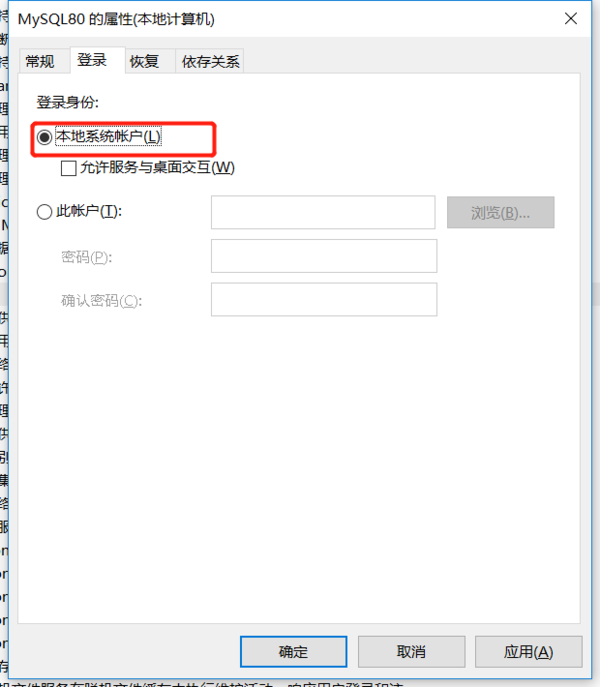 MySQL80 的属性(本地计算机)
常规 登录 恢复 依存关系
登录身份:
本地系统帐户(L)
允许服务与桌面交互(W)
此帐户(T):
浏览(B)...
密码(P):
确认密码(C):
确定 取消 应用(A)